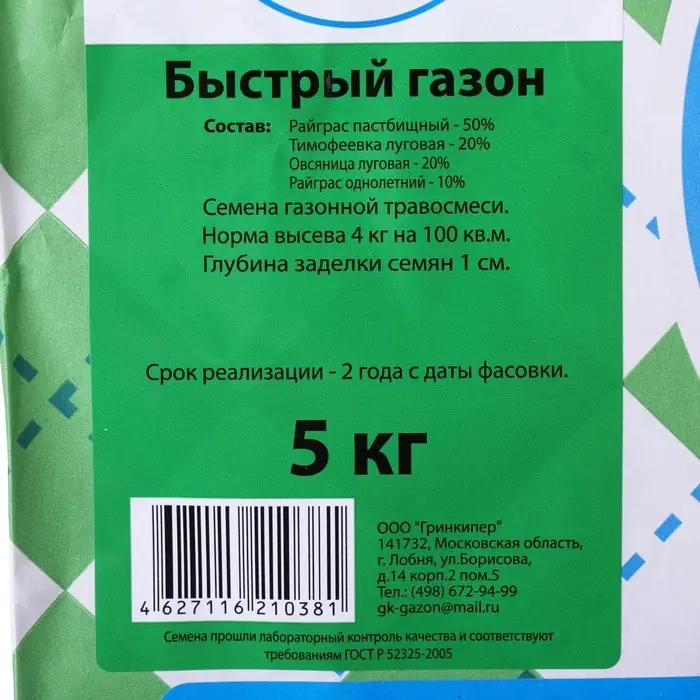 Быстрый газон
Состав: Райграс пастбищный - 50%
Тимофеевка луговая - 20%
Овсяница луговая - 20%
Райграс однолетний - 10%
Семена газонной травосмеси.
Норма высева 4 кг на 100 кв.м.
Глубина заделки семян 1 см.
Срок реализации - 2 года с даты фасовки.
5 кг
4 627116 210381
ООО "Гринкипер"
141732, Московская область,
г. Лобня, ул.Борисова,
д.14 корп.2 пом.5
Тел.: (498) 672-94-99
gk-gazon@mail.ru
Семена прошли лабораторный контроль качества и соответствуют
требованиям ГОСТ Р 52325-2005